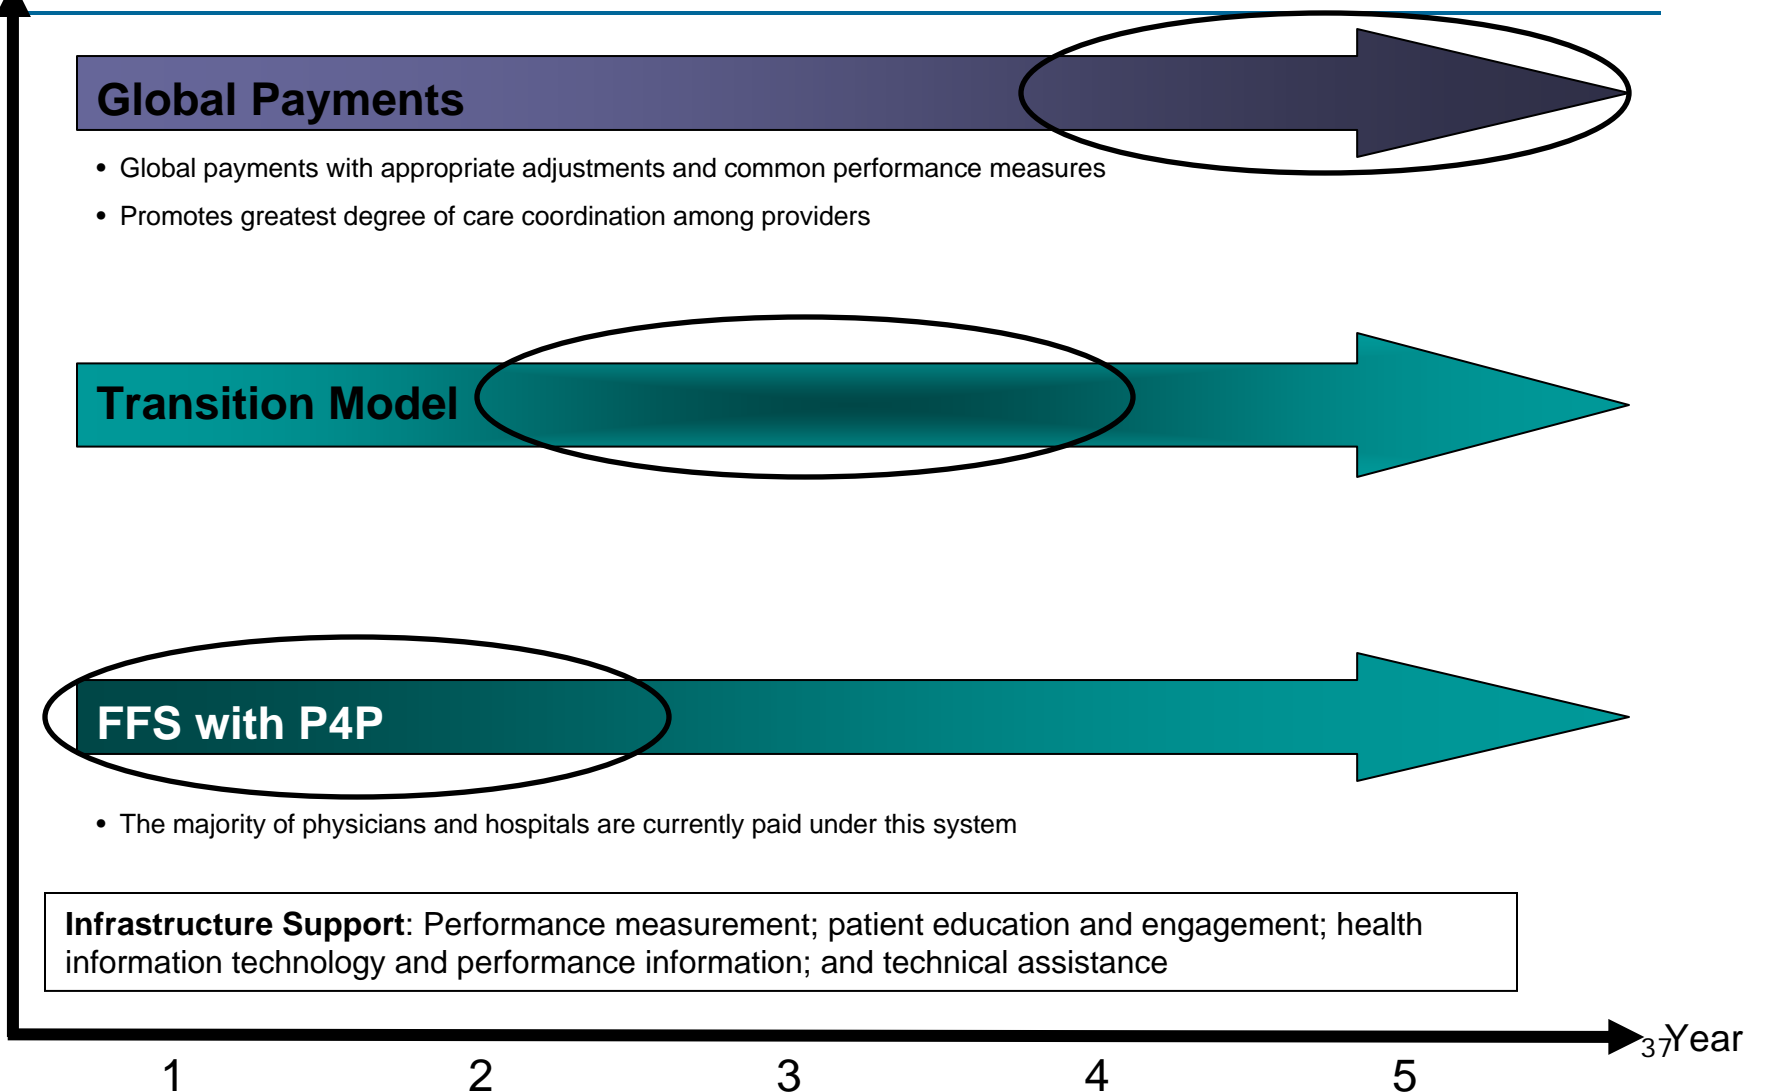 Global Payments
• Global payments with appropriate adjustments and common performance measures
• Promotes greatest degree of care coordination among providers
Transition Model
FFS with P4P
• The majority of physicians and hospitals are currently paid under this system
Infrastructure Support: Performance measurement; patient education and engagement; health
information technology and performance information; and technical assistance
37
Year
1 2 3 4 5